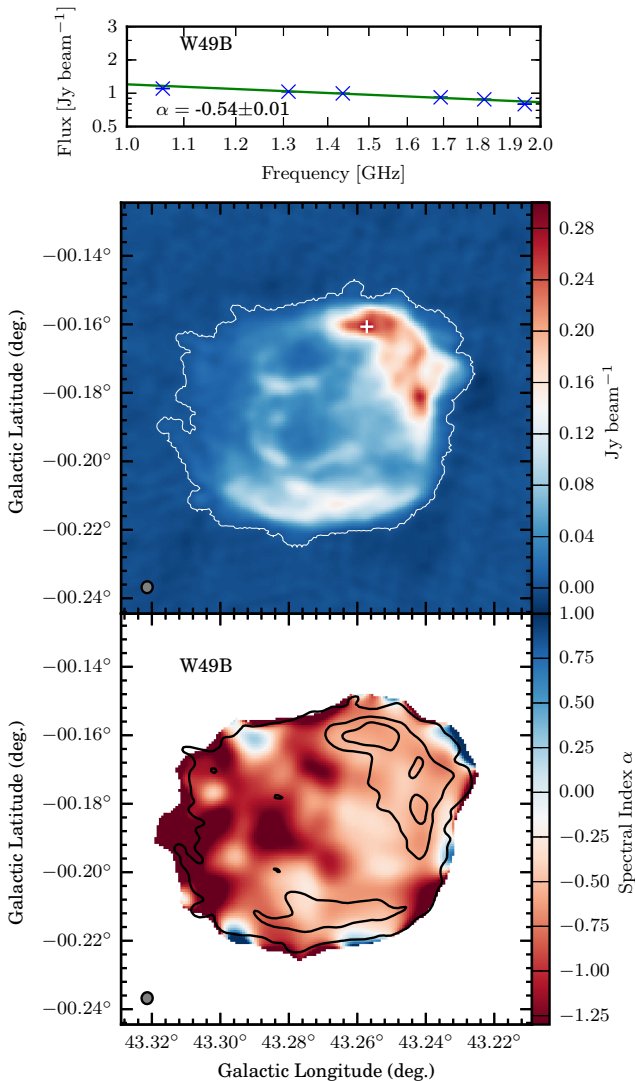 W49B
3
2
1
0.5
Flux [Jy beam−1]
α = -0.54±0.01
1.0 1.1 1.2 1.3 1.4 1.5 1.6 1.7 1.8 1.9 2.0
Frequency [GHz]
−00.14°
−00.16°
−00.18°
−00.20°
−00.22°
−00.24°
Galactic Latitude (deg.)
0.28
0.24
0.20
0.16
0.12
0.08
0.04
0.00
Jy beam−1
W49B
−00.14°
−00.16°
−00.18°
−00.20°
−00.22°
−00.24°
Galactic Latitude (deg.)
1.00
0.75
0.50
0.25
0.00
−0.25
−0.50
−0.75
−1.00
−1.25
Spectral Index α
43.32° 43.30° 43.28° 43.26° 43.24° 43.22°
Galactic Longitude (deg.)